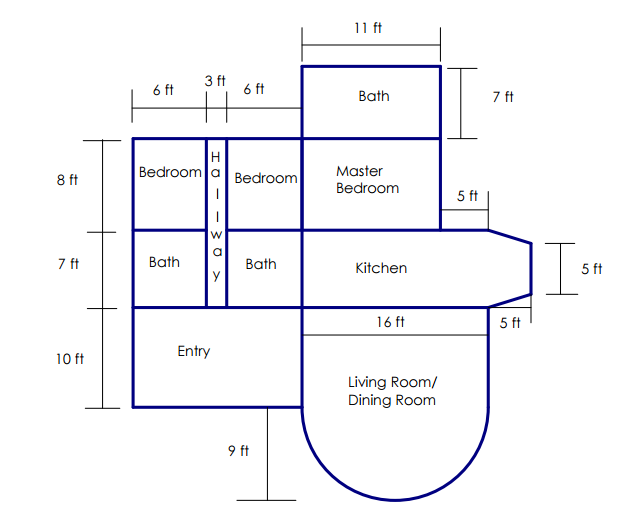 11 ft
3 ft
6 ft
6 ft
Bath
7 ft
Hallway
Bedroom
Bedroom
Master
Bedroom
8 ft
5 ft
7 ft
Bath
Bath
Kitchen
5 ft
16 ft
5 ft
10 ft
Entry
Living Room/
Dining Room
9 ft